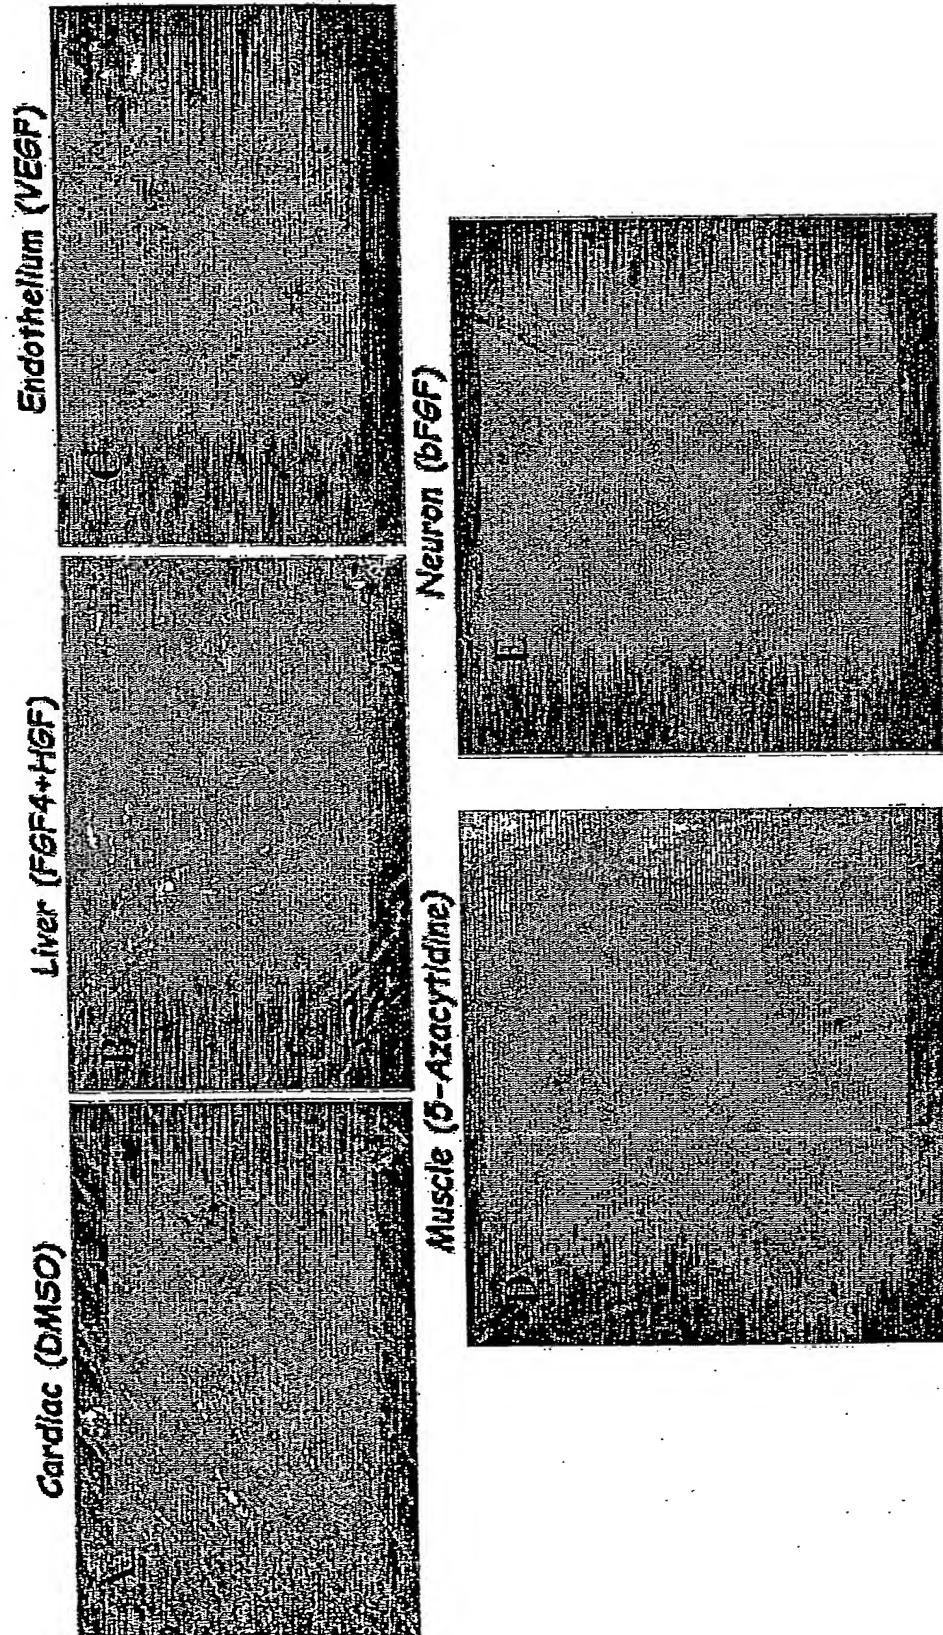 Cardiac (DMSO)
Liver (FGF4+HGF)
Endothelium (VEGF)
A
B
C
Muscle (5-Azacytidine)
Neuron (bFGF)
D
E